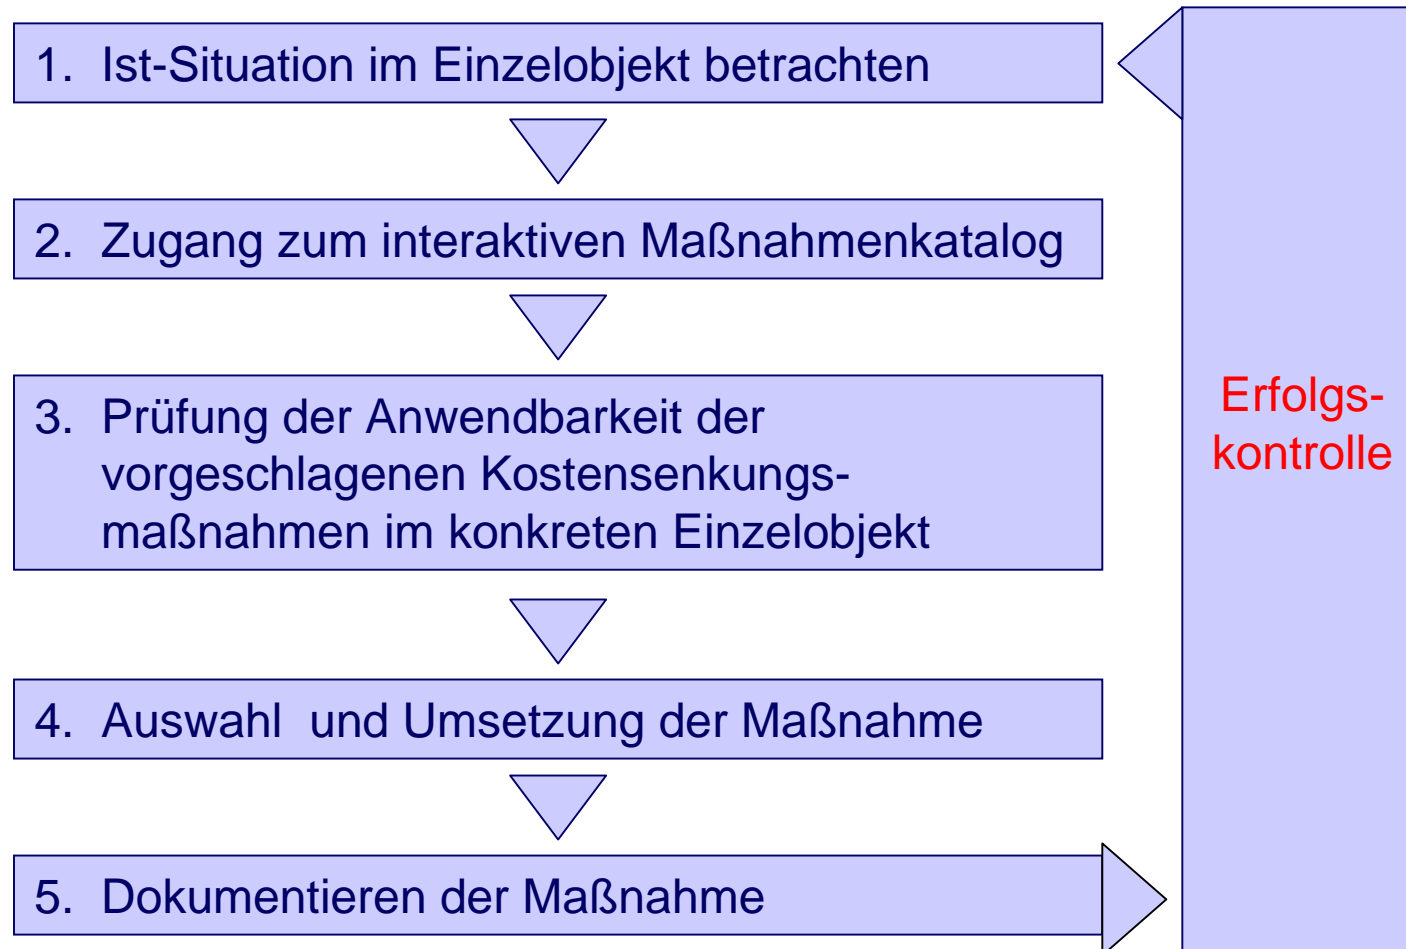 1. Ist-Situation im Einzelobjekt betrachten
2. Zugang zum interaktiven Maßnahmenkatalog
3. Prüfung der Anwendbarkeit der
vorgeschlagenen Kostensenkungs-
maßnahmen im konkreten Einzelobjekt
4. Auswahl und Umsetzung der Maßnahme
5. Dokumentieren der Maßnahme
Erfolgs-
kontrolle